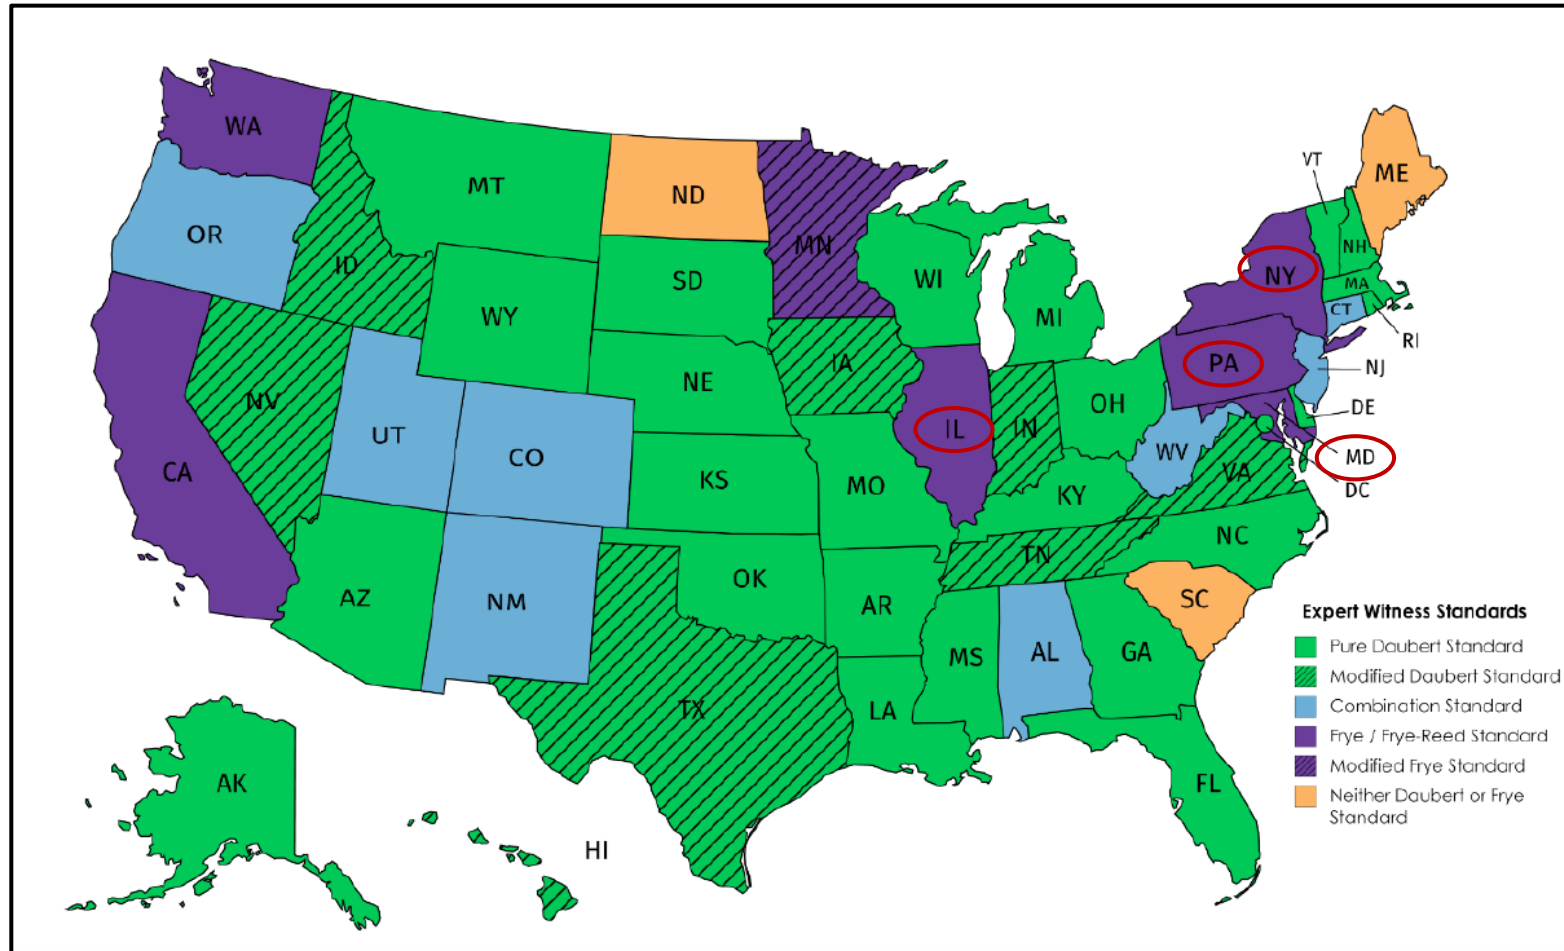 WA
MT
ND
MN
VT
ME
OR
ID
SD
WI
MI
NY
NH
MA
CT
RI
WY
NV
UT
CO
NE
IA
IL
IN
OH
PA
NJ
DE
MD
DC
CA
KS
MO
KY
WV
VA
AZ
NM
OK
AR
TN
NC
SC
TX
LA
MS
AL
GA
FL
AK
HI
Expert Witness Standards
Pure Daubert Standard
Modified Daubert Standard
Combination Standard
Frye / Frye-Reed Standard
Modified Frye Standard
Neither Daubert or Frye
Standard